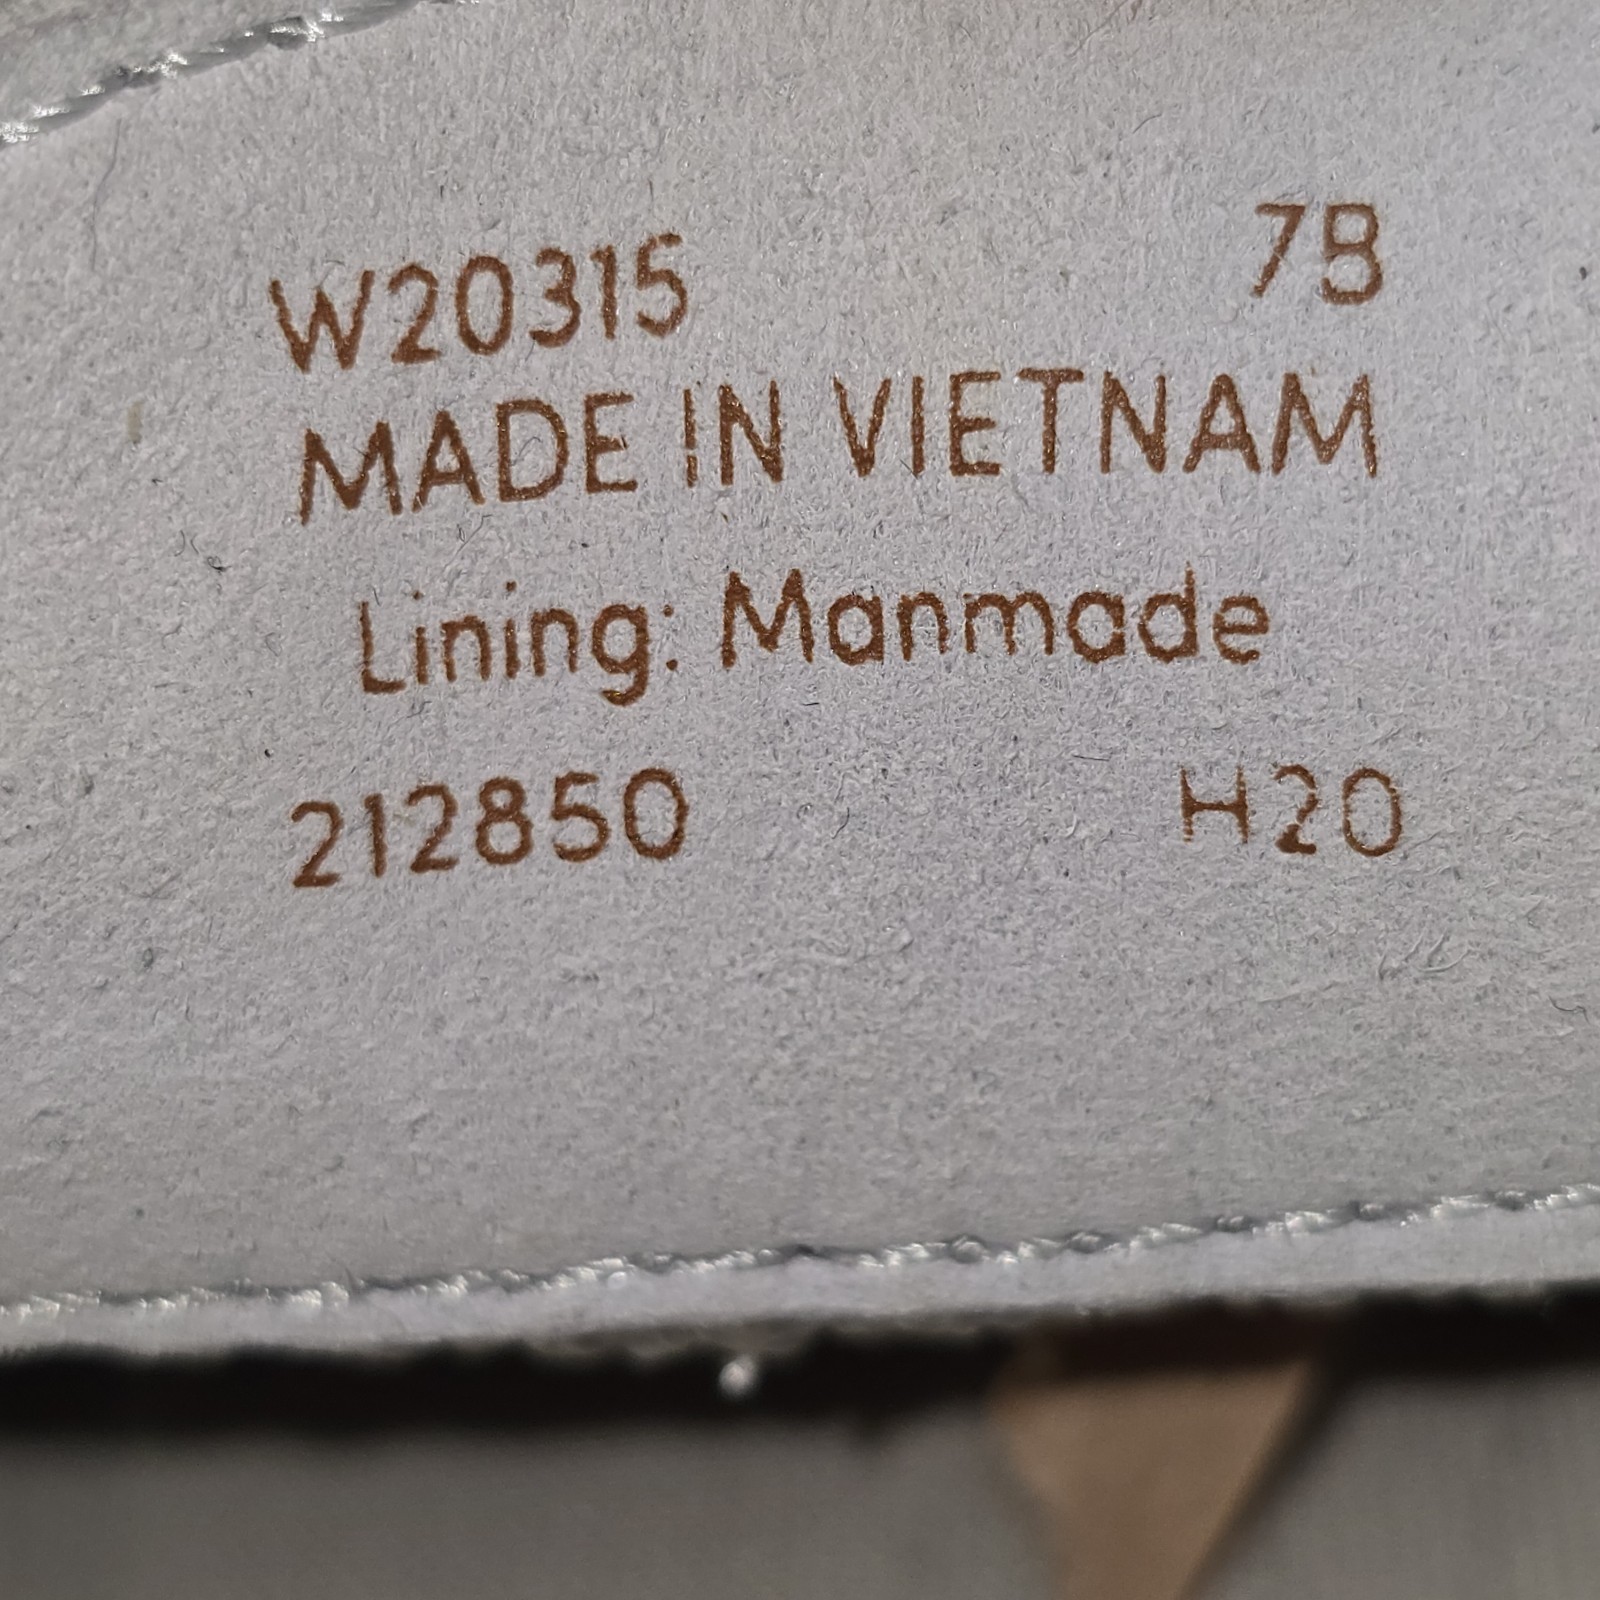 W20315 7B
MADE IN VIETNAM
Lining: Manmade
212850 H20